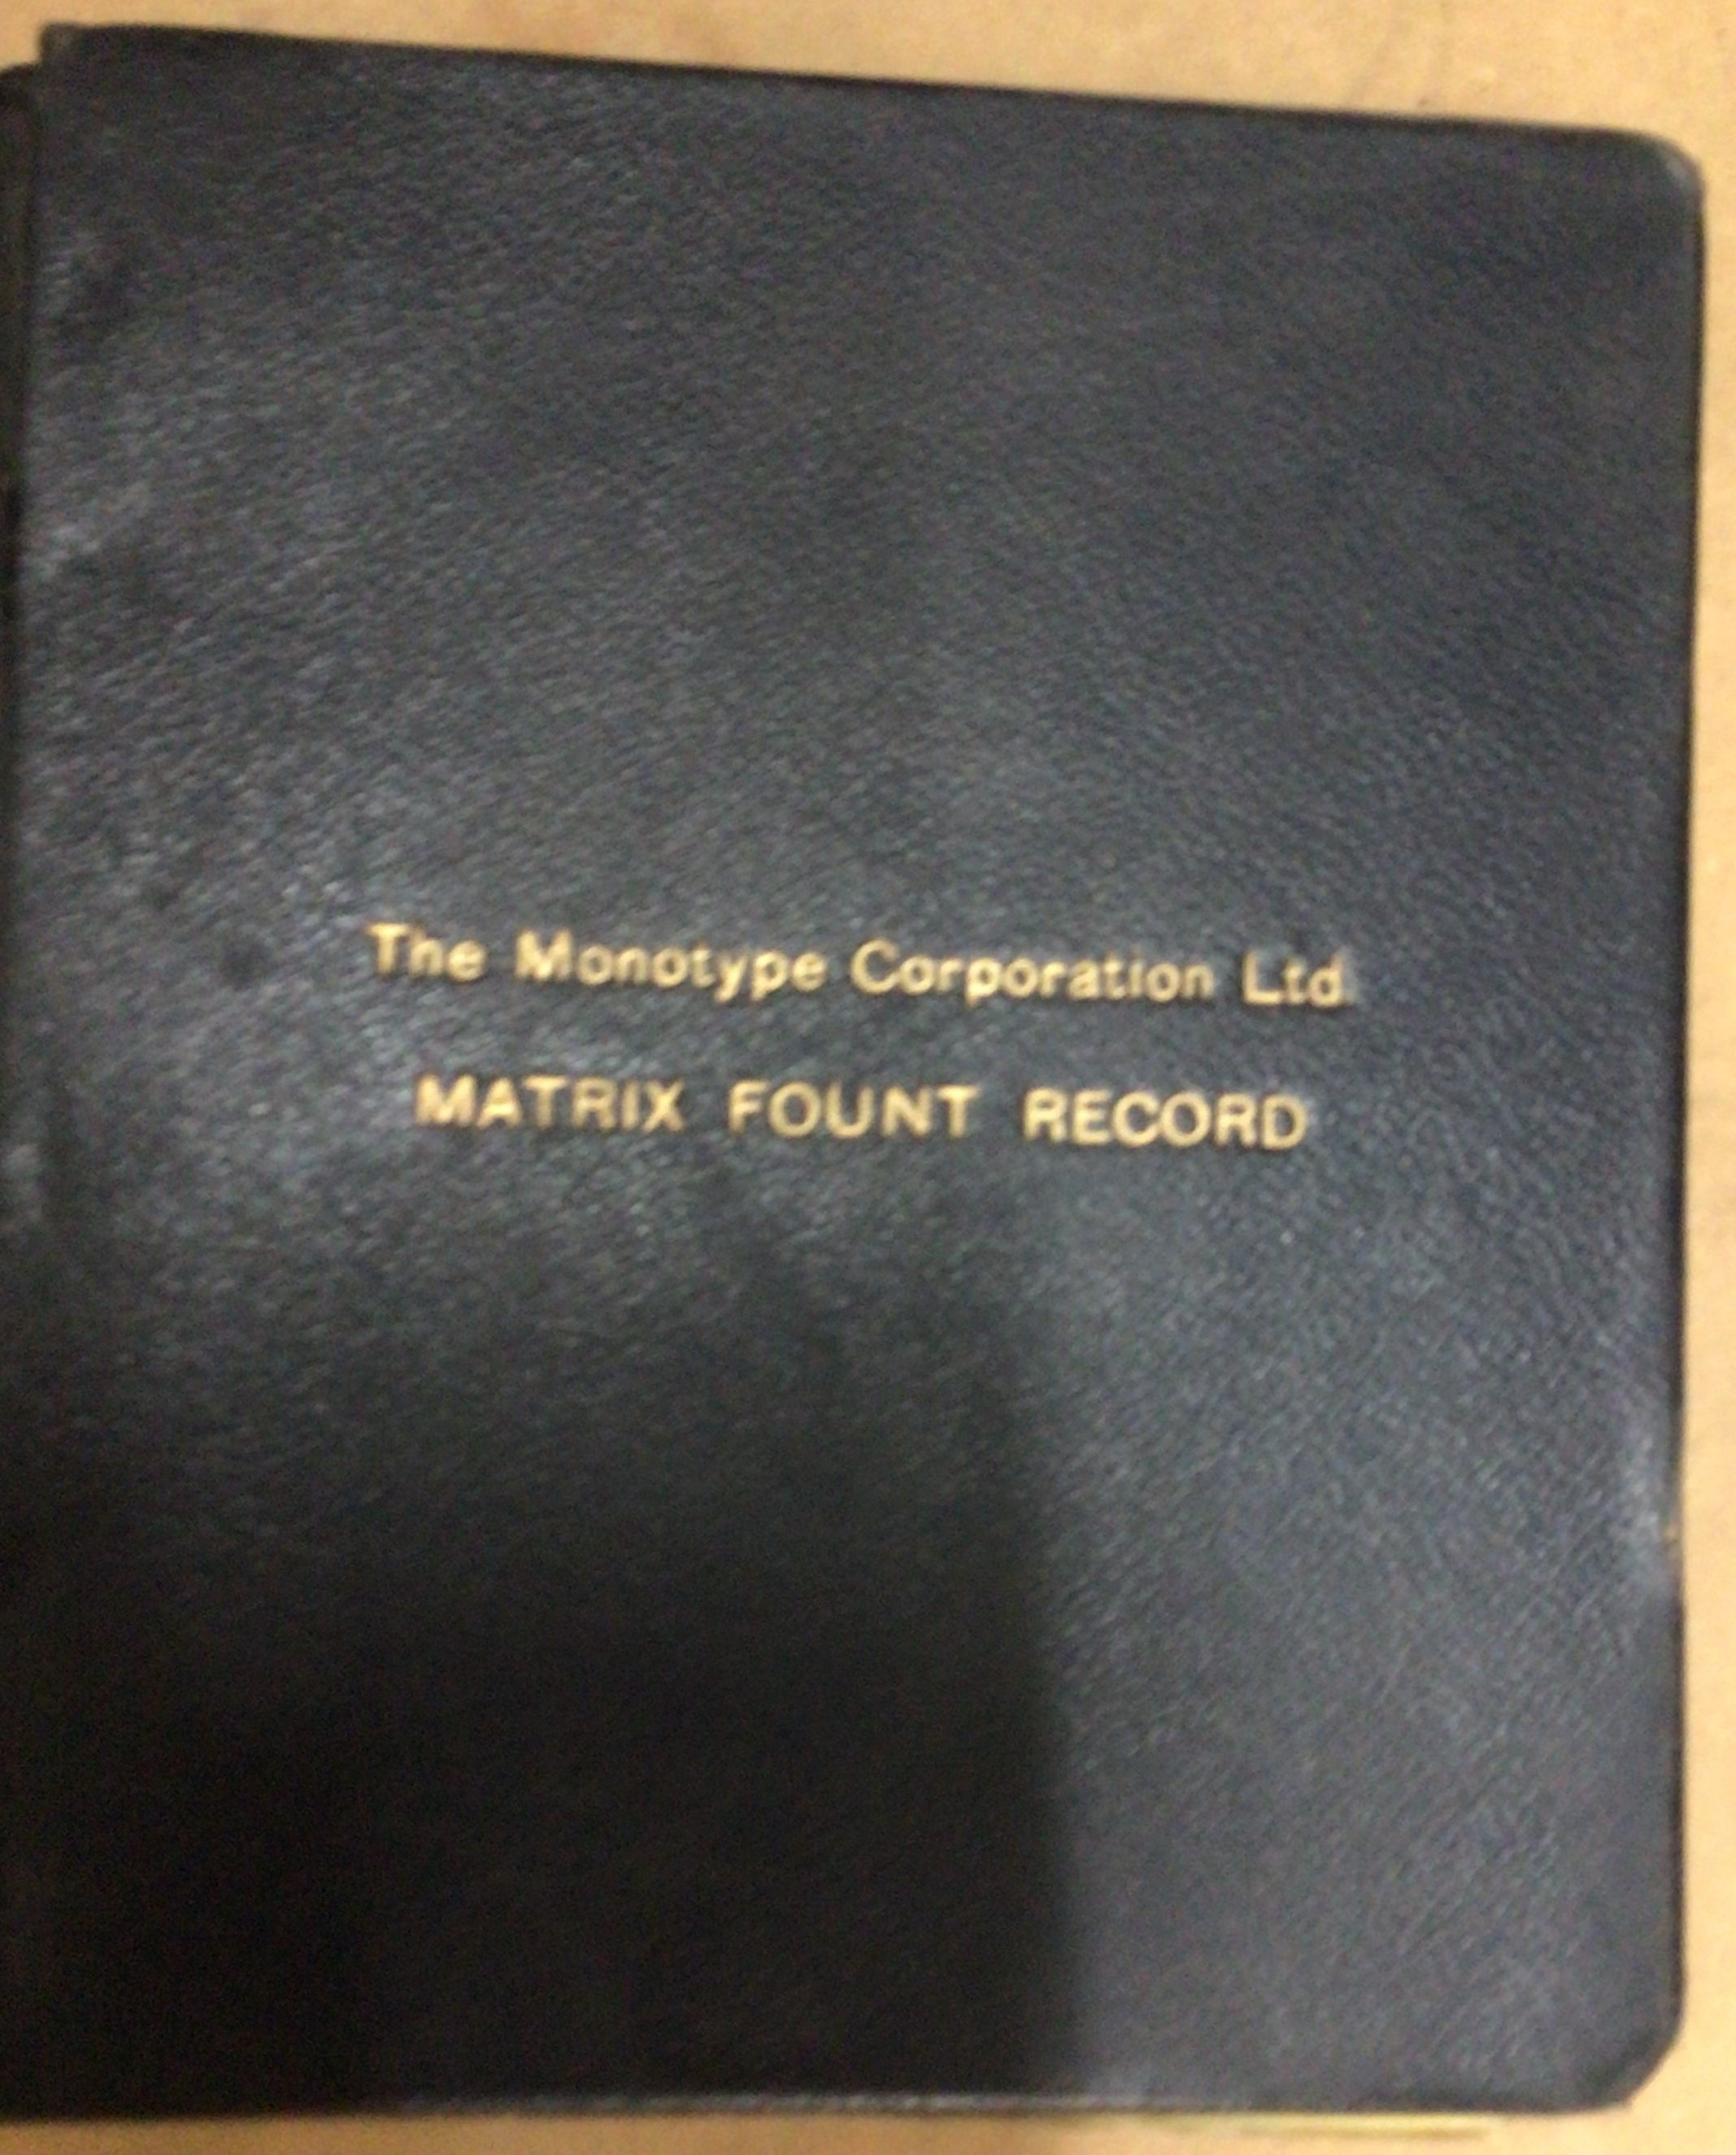 The Monotype Corporation Ltd.
MATRIX FOUNT RECORD